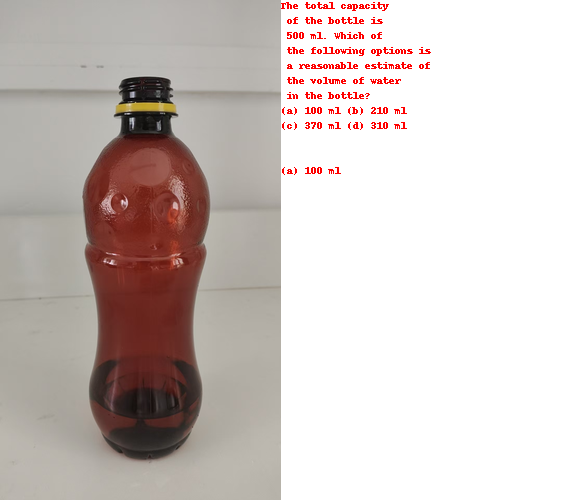 The total capacity
of the bottle is
500 ml. Which of
the following options is
a reasonable estimate of
the volume of water
in the bottle?
(a) 100 ml (b) 210 ml
(c) 370 ml (d) 310 ml
(a) 100 ml